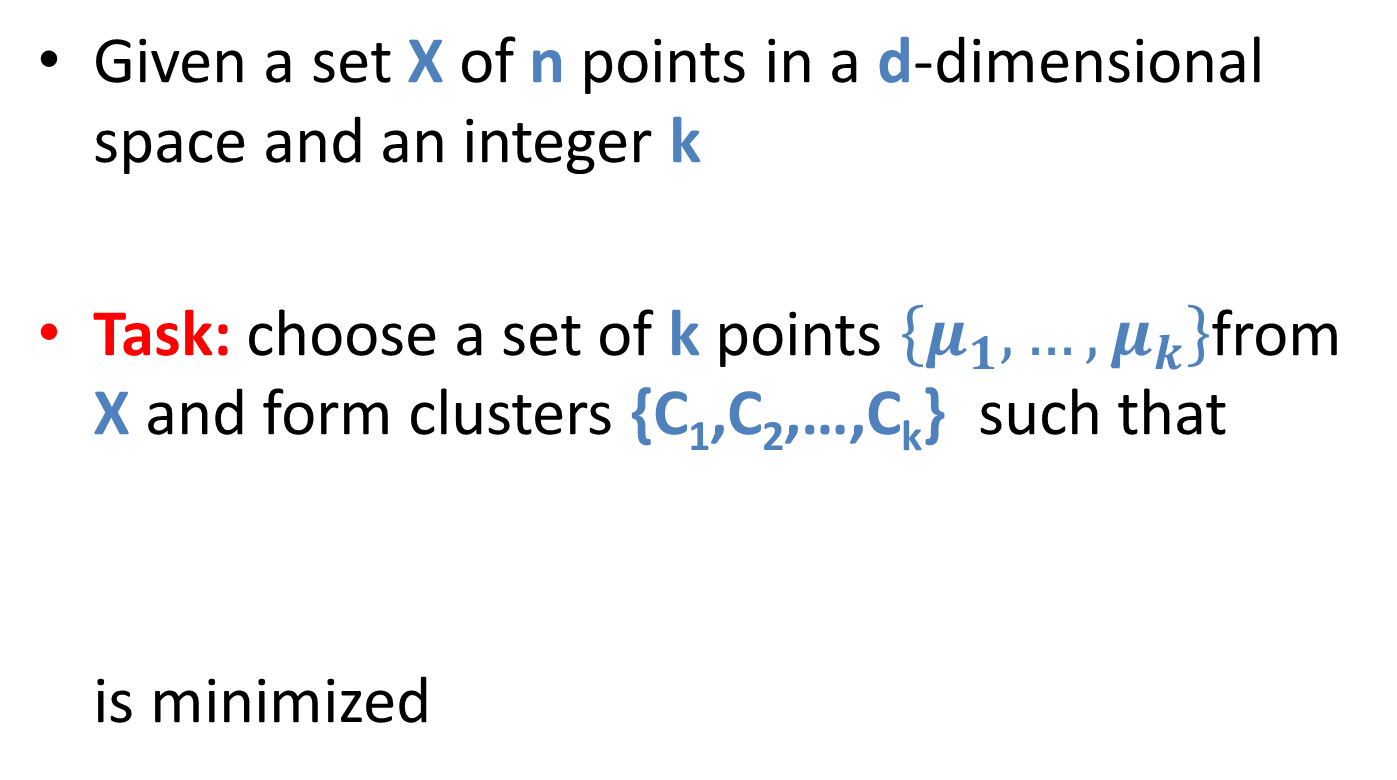 • Given a set X of n points in a d-dimensional
space and an integer k
• Task: choose a set of k points {𝝁₁, … , 𝝁ₖ}from
X and form clusters {C₁,C₂,…,Cₖ} such that
is minimized